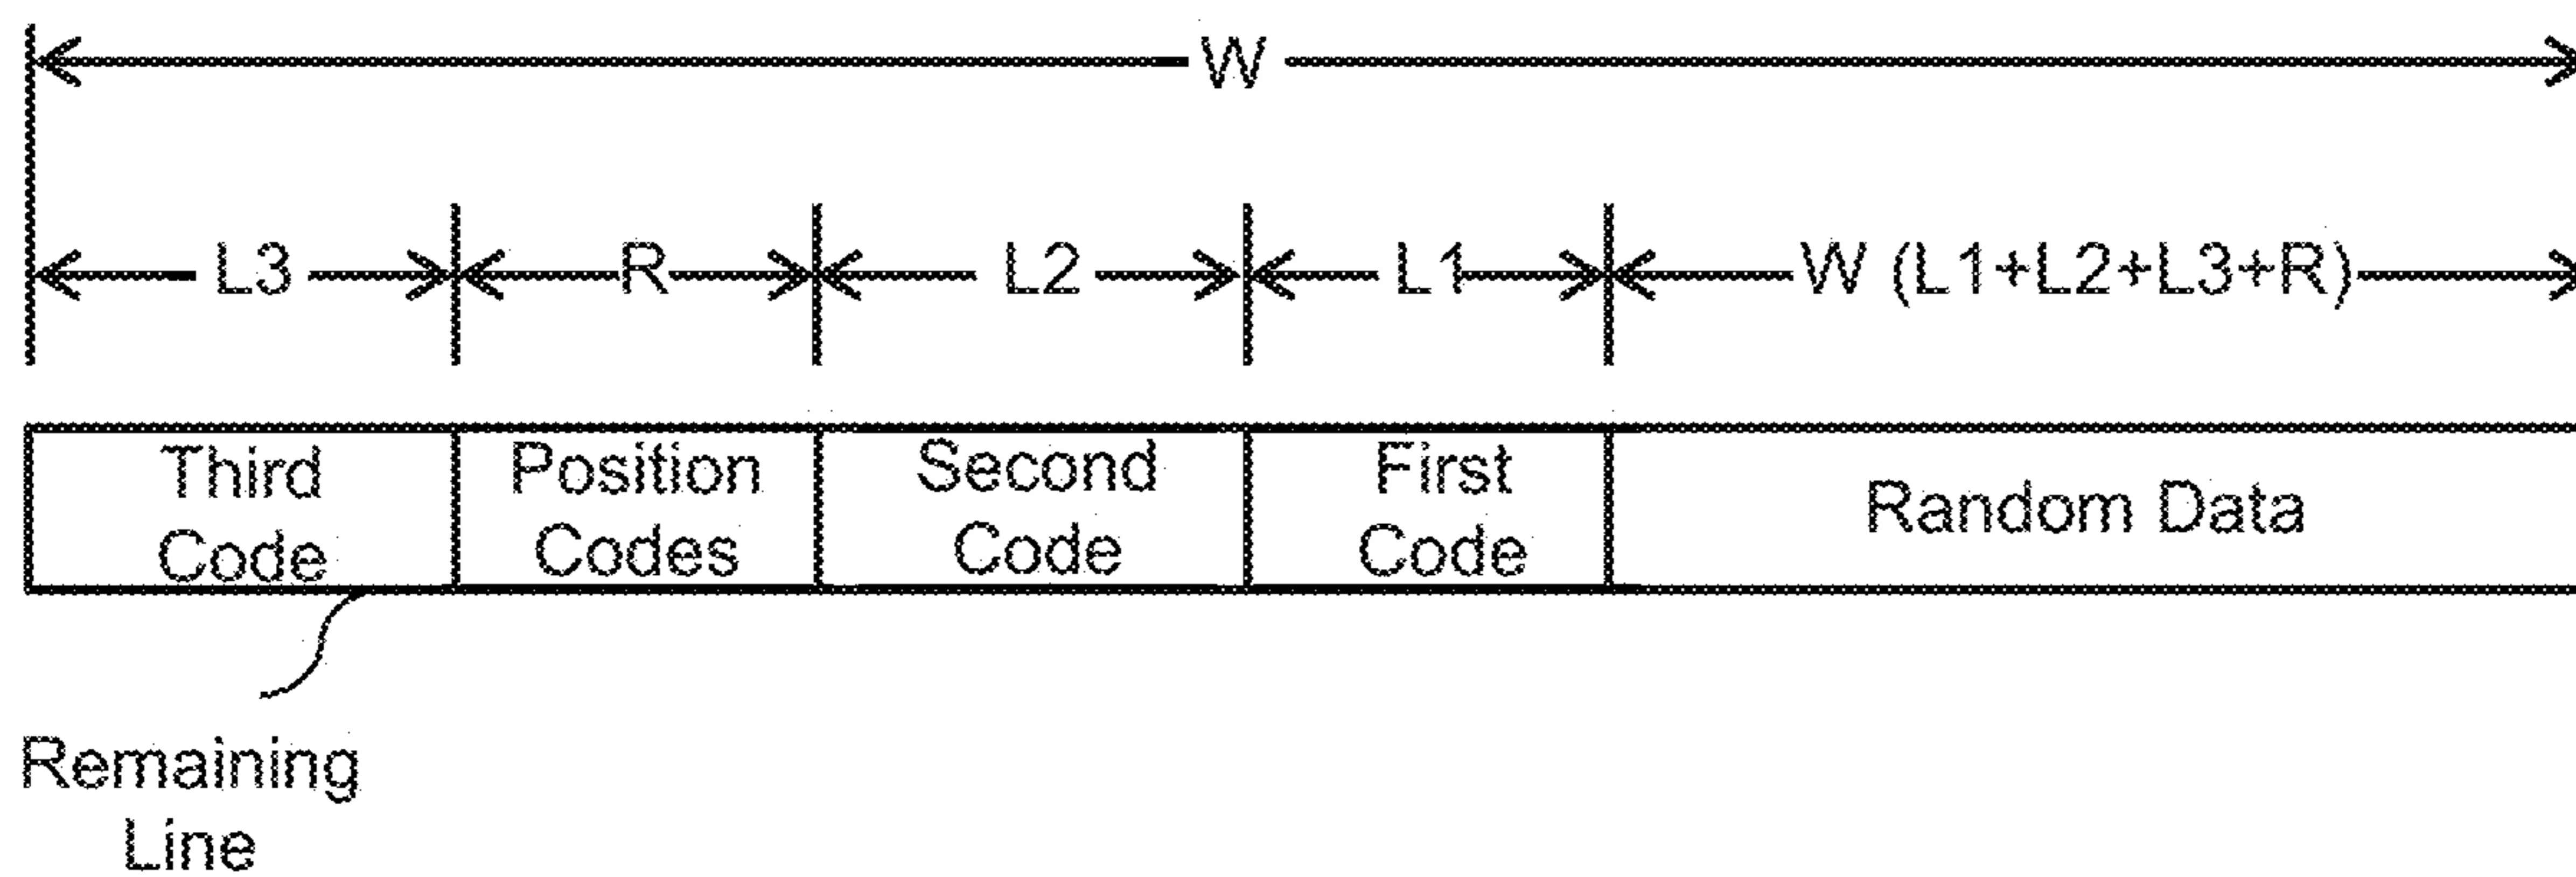 W
L3 R L2 L1 W (L1+L2+L3+R)
Third Code
Position Codes
Second Code
First Code
Random Data
Remaining
Line